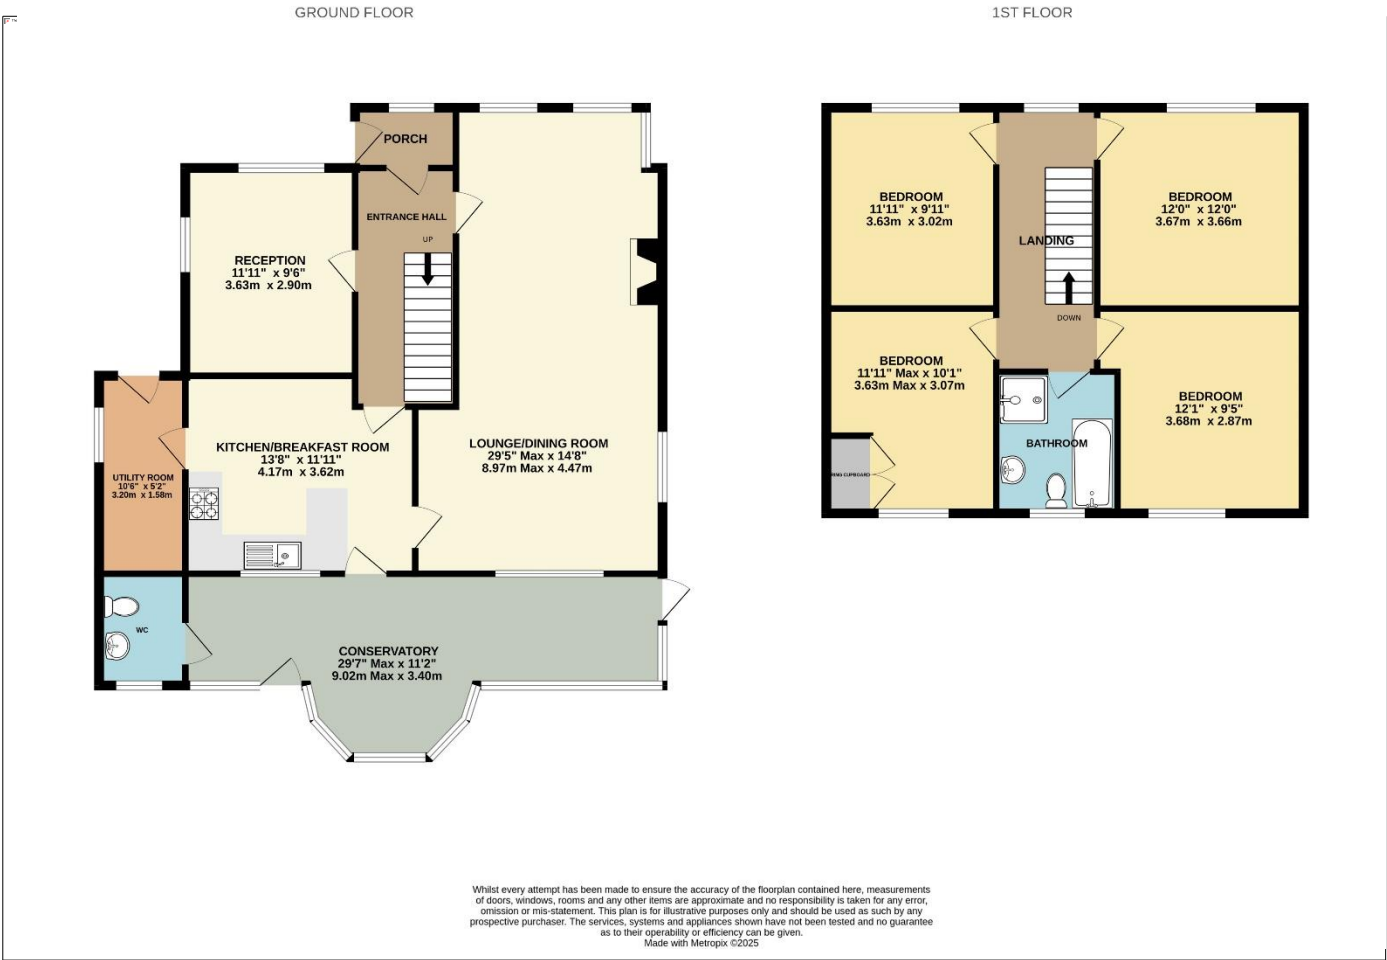 GROUND FLOOR
1ST FLOOR
PORCH
ENTRANCE HALL
UP
RECEPTION
11'11" x 9'6"
3.63m x 2.90m
KITCHEN/BREAKFAST ROOM
13'8" x 11'11"
4.17m x 3.62m
LOUNGE/DINING ROOM
29'5" Max x 14'8"
8.97m Max x 4.47m
UTILITY ROOM
10'6" x 5'2"
3.20m x 1.58m
WC
CONSERVATORY
29'7" Max x 11'2"
9.02m Max x 3.40m
BEDROOM
11'11" x 9'11"
3.63m x 3.02m
BEDROOM
12'0" x 12'0"
3.67m x 3.66m
LANDING
DOWN
BEDROOM
11'11" Max x 10'1"
3.63m Max x 3.07m
BEDROOM
12'1" x 9'5"
3.68m x 2.87m
BATHROOM
CUPBOARD
Whilst every attempt has been made to ensure the accuracy of the floorplan contained here, measurements
of doors, windows, rooms and any other items are approximate and no responsibility is taken for any error,
omission or mis-statement. This plan is for illustrative purposes only and should be used as such by any
prospective purchaser. The services, systems and appliances shown have not been tested and no guarantee
as to their operability or efficiency can be given.
Made with Metropix ©2025